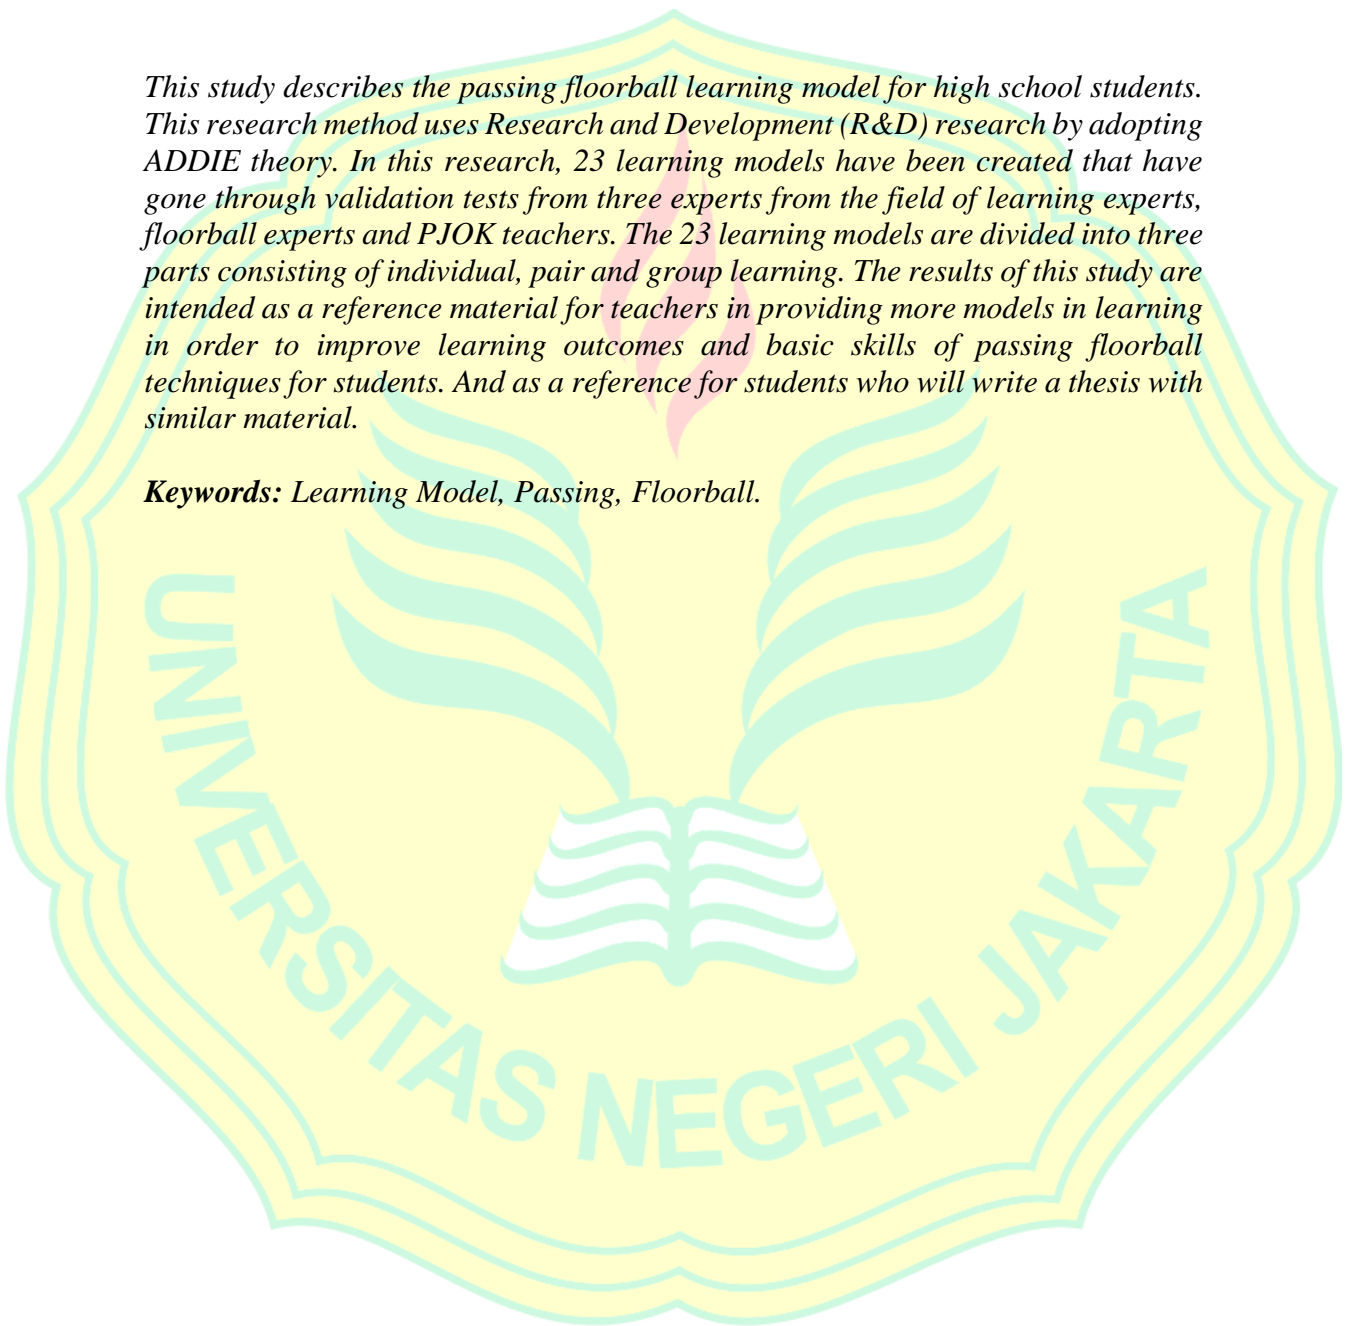 This study describes the passing floorball learning model for high school students.
This research method uses Research and Development (R&D) research by adopting
ADDIE theory. In this research, 23 learning models have been created that have
gone through validation tests from three experts from the field of learning experts,
floorball experts and PJOK teachers. The 23 learning models are divided into three
parts consisting of individual, pair and group learning. The results of this study are
intended as a reference material for teachers in providing more models in learning
in order to improve learning outcomes and basic skills of passing floorball
techniques for students. And as a reference for students who will write a thesis with
similar material.
Keywords: Learning Model, Passing, Floorball.
UNIVERSITAS NEGERI JAKARTA